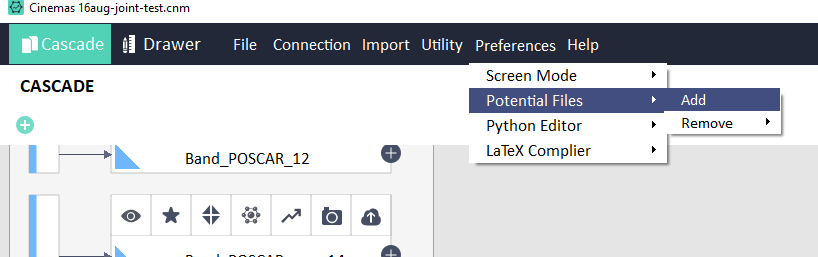 Cinemas 16aug-joint-test.cnm
Cascade Drawer File Connection Import Utility Preferences Help
CASCADE
Screen Mode
Potential Files Add
Python Editor Remove
LaTeX Complier
Band_POSCAR_12